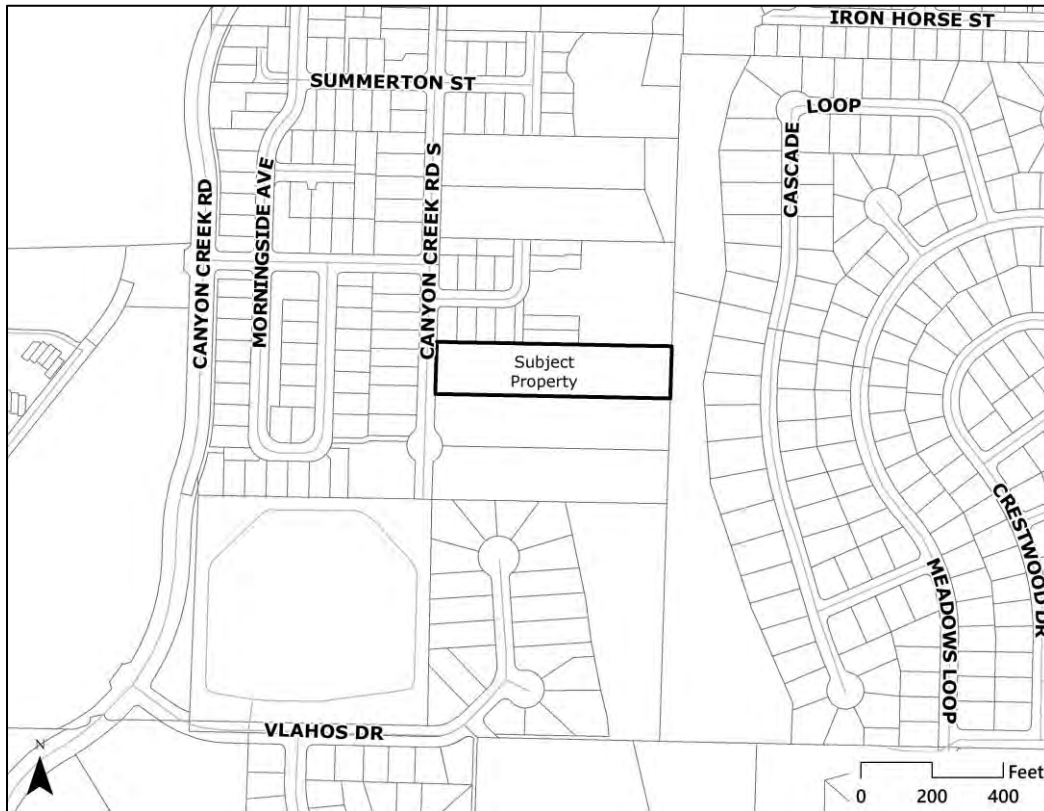 IRON HORSE ST
SUMMERTON ST
CASCADE
LOOP
CANYON CREEK RD
MORNINGSIDE AVE
CANYON CREEK RD S
Subject
Property
CRESTWOOD DR
MEADOWS LOOP
VLAHOS DR
N
Feet
0 200 400